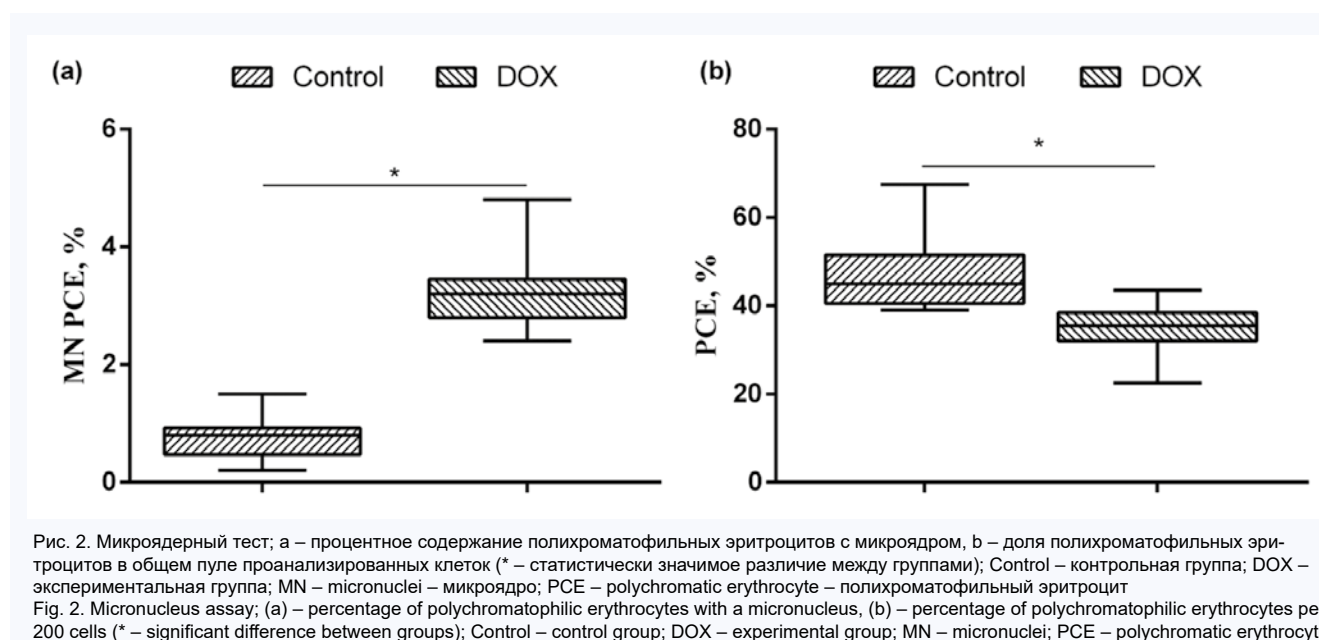 (a) Control DOX
(b) Control DOX
6
4
2
0
MN PCE, %
*
80
60
40
20
0
PCE, %
*
Рис. 2. Микроядерный тест; a – процентное содержание полихроматофильных эритроцитов с микроядром, b – доля полихроматофильных эри-
троцитов в общем пуле проанализированных клеток (* – статистически значимое различие между группами); Control – контрольная группа; DOX –
экспериментальная группа; MN – micronuclei – микроядро; PCE – polychromatic erythrocyte – полихроматофильный эритроцит
Fig. 2. Micronucleus assay; (a) – percentage of polychromatophilic erythrocytes with a micronucleus, (b) – percentage of polychromatophilic erythrocytes pe
200 cells (* – significant difference between groups); Control – control group; DOX – experimental group; MN – micronuclei; PCE – polychromatic erythrocyt